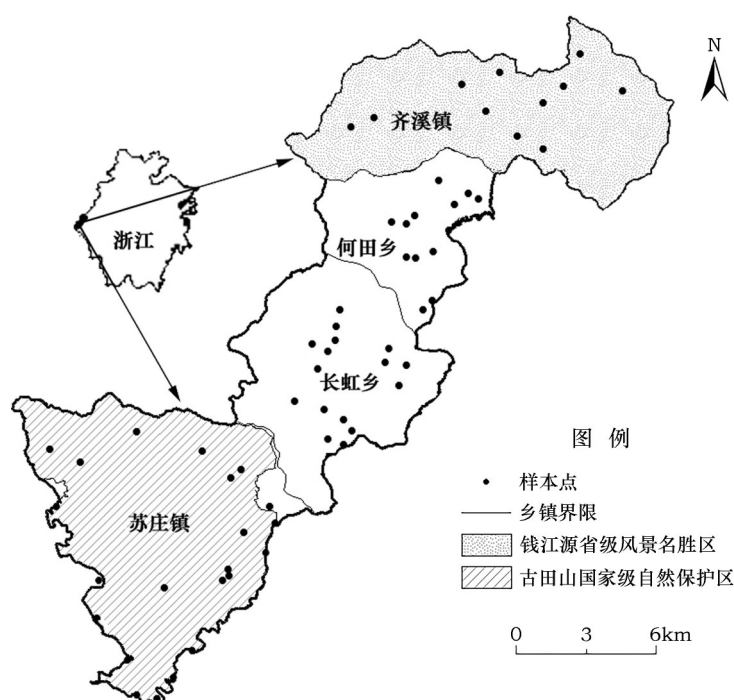 N
齐溪镇
浙江
何田乡
长虹乡
苏庄镇
图 例
样本点
乡镇界限
钱江源省级风景名胜区
古田山国家级自然保护区
0 3 6km